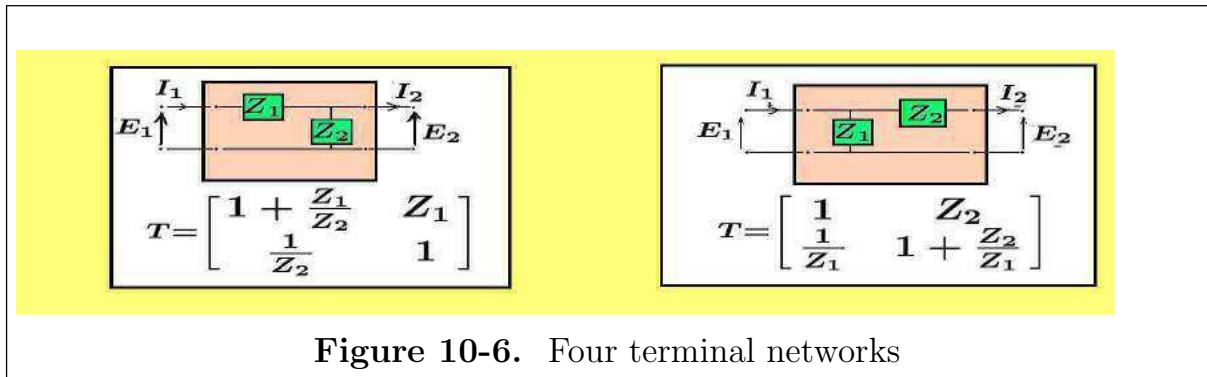 I₁ I₂
Z₁
E₁ Z₂ E₂
T = [ 1 + Z₁/Z₂  Z₁
1/Z₂  1 ]
I₁ I₂
Z₂
E₁ Z₁ E₂
T = [ 1  Z₂
1/Z₁  1 + Z₂/Z₁ ]
Figure 10-6. Four terminal networks